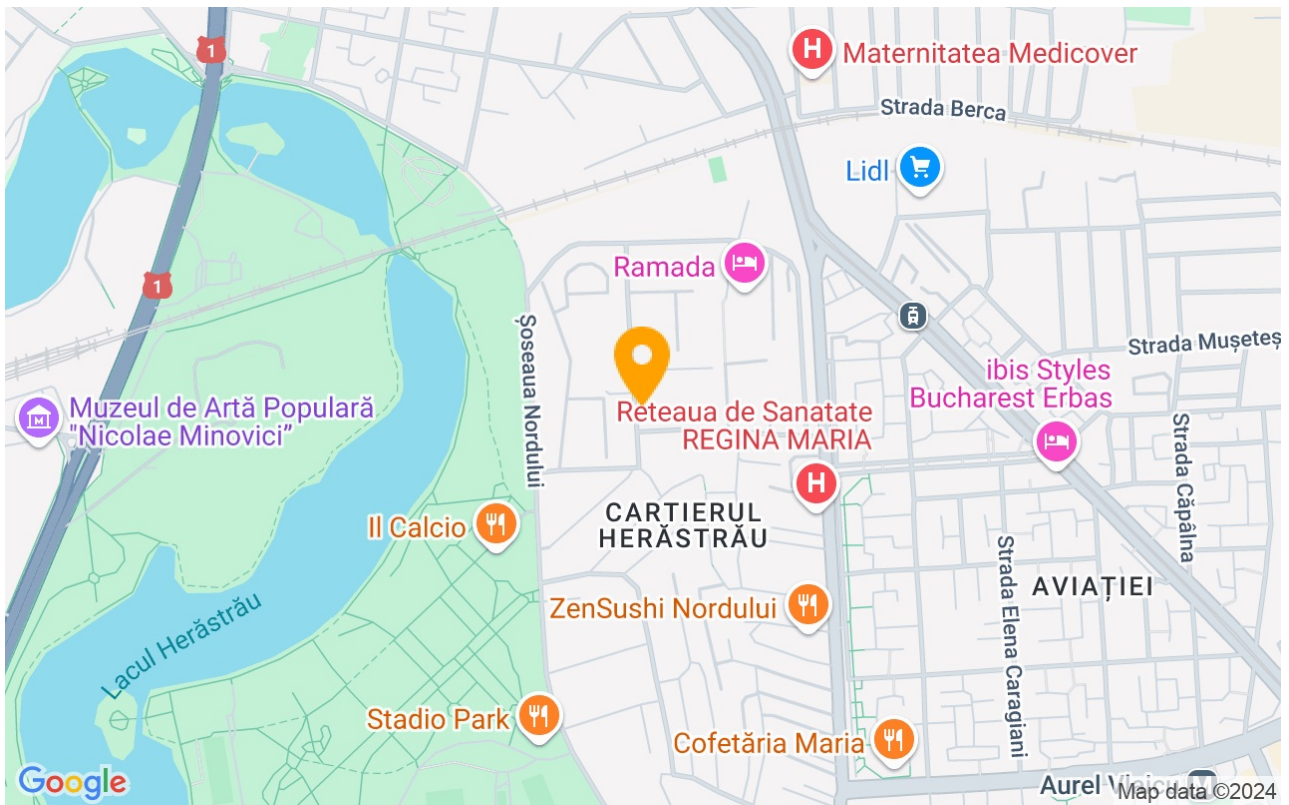 1
Maternitatea Medicover
Strada Berca
Lidl
Ramada
1
Șoseaua Nordului
Strada Mușeteș
ibis Styles
Bucharest Erbas
Muzeul de Artă Populară
"Nicolae Minovici”
Reteaua de Sanatate
REGINA MARIA
Strada Căpâlna
CARTIERUL
HERĂSTRĂU
Il Calcio
Strada Elena Caragiani
AVIAȚIEI
ZenSushi Nordului
Lacul Herăstrău
Stadio Park
Cofetăria Maria
Google
Aurel
Map data ©2024